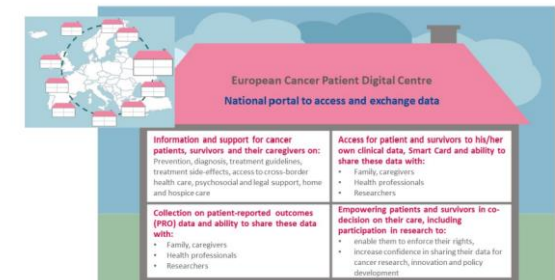 European Cancer Patient Digital Centre
National portal to access and exchange data
Information and support for cancer
patients, survivors and their caregivers on:
Prevention, diagnosis, treatment guidelines,
treatment side-effects, access to cross-border
health care, psychosocial and legal support, home
and hospice care
Access for patient and survivors to his/her
own clinical data, Smart Card and ability to
share these data with:
• Family, caregivers
• Health professionals
• Researchers
Collection on patient-reported outcomes
(PRO) data and ability to share these data
with:
• Family, caregivers
• Health professionals
• Researchers
Empowering patients and survivors in co-
decision on their care, including
participation in research to:
• enable them to enforce their rights,
• increase confidence in sharing their data for
cancer research, innovation and policy
development